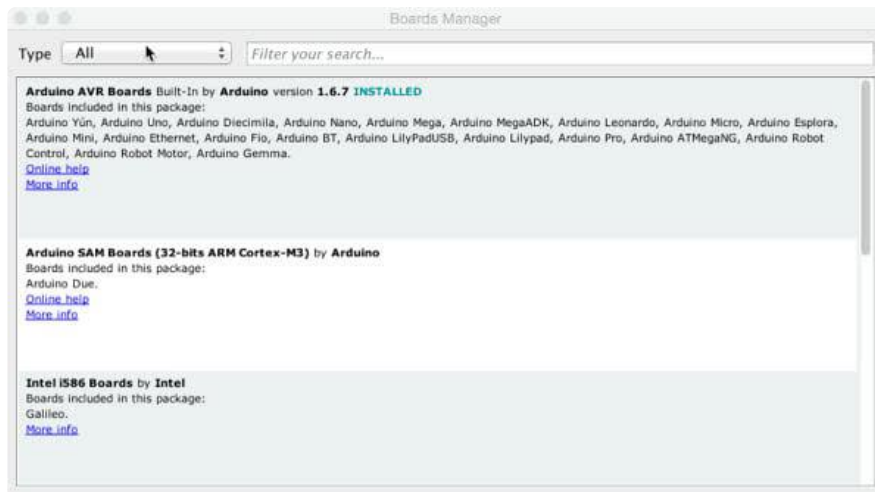 Boards Manager
Type All Filter your search...
Arduino AVR Boards Built-In by Arduino version 1.6.7 INSTALLED
Boards included in this package:
Arduino Yún, Arduino Uno, Arduino Diecimila, Arduino Nano, Arduino Mega, Arduino MegaADK, Arduino Leonardo, Arduino Micro, Arduino Esplora,
Arduino Mini, Arduino Ethernet, Arduino Fio, Arduino BT, Arduino LilyPadUSB, Arduino Lilypad, Arduino Pro, Arduino ATMegaNG, Arduino Robot
Control, Arduino Robot Motor, Arduino Gemma.
Online help
More info
Arduino SAM Boards (32-bits ARM Cortex-M3) by Arduino
Boards included in this package:
Arduino Due.
Online help
More info
Intel i586 Boards by Intel
Boards included in this package:
Galileo.
More info